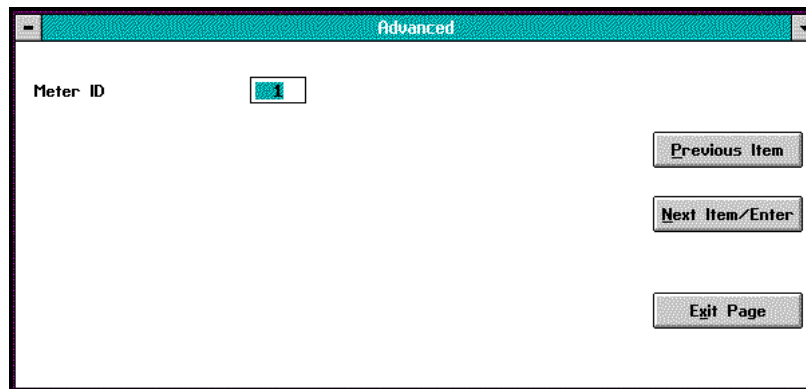 Advanced
Meter ID
1
Previous Item
Next Item/Enter
Exit Page